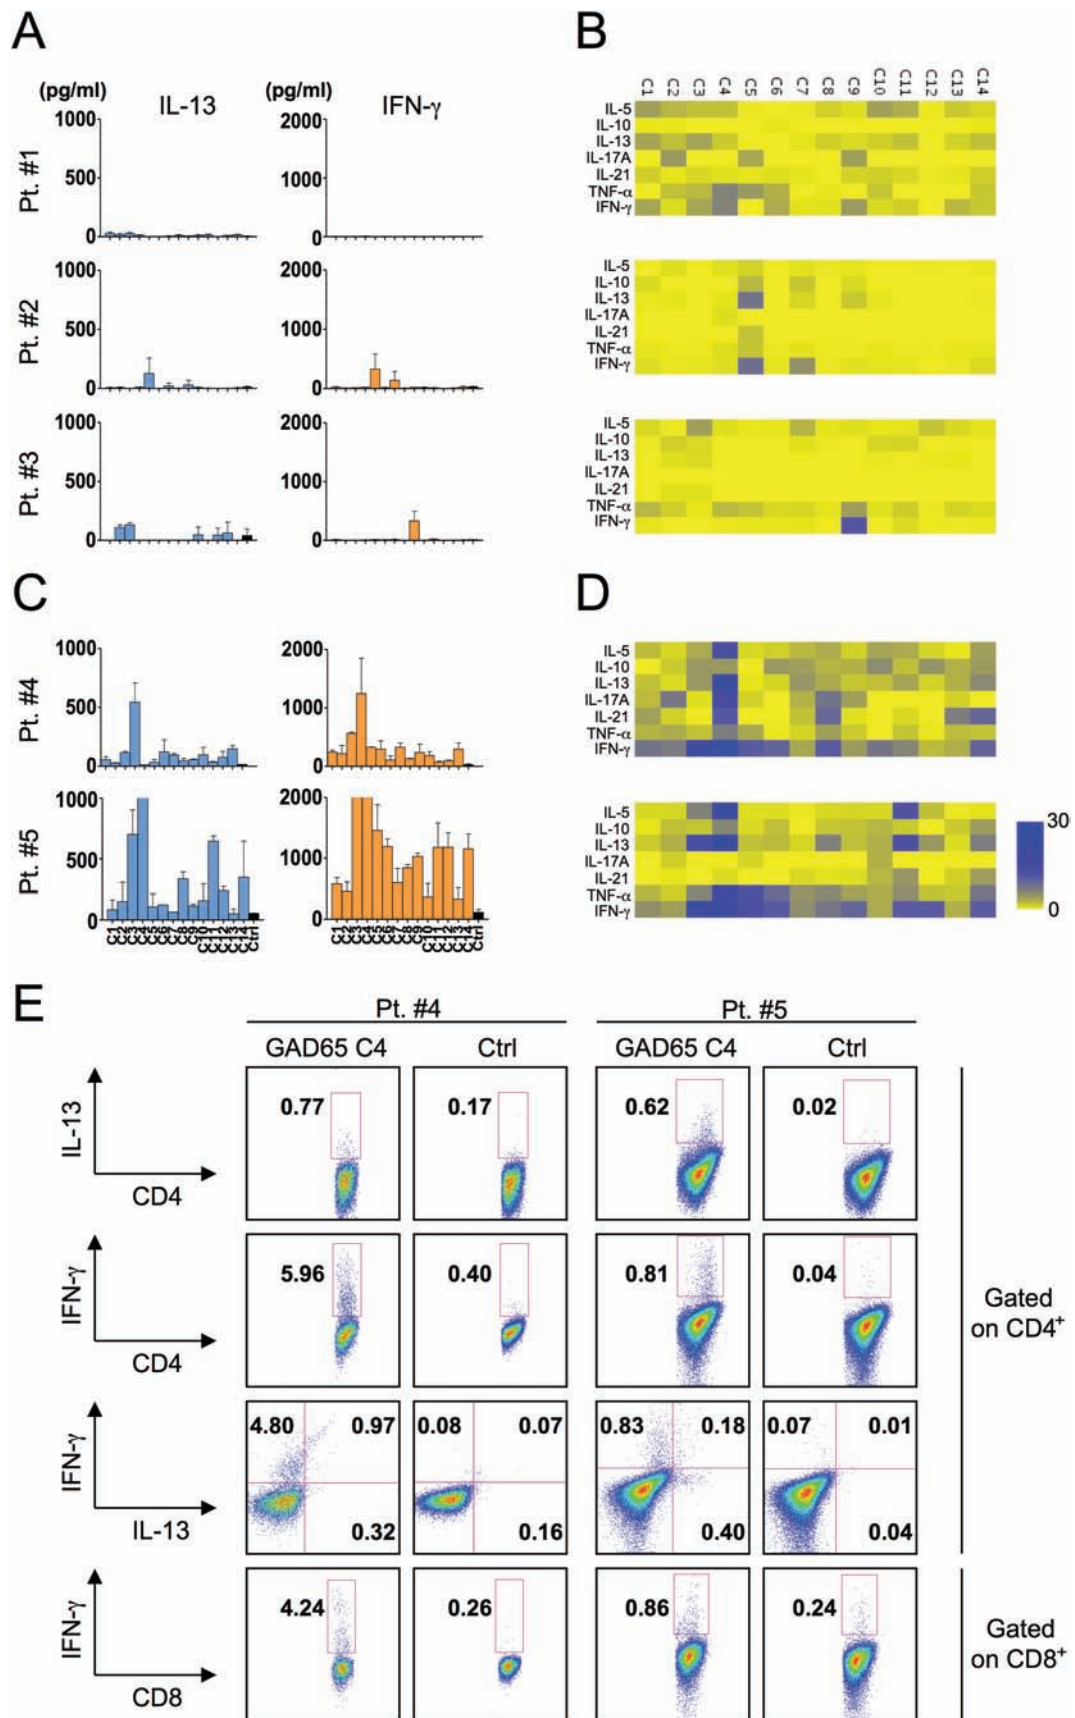 A
B
(pg/ml)
IL-13
(pg/ml)
IFN-γ
Pt. #1
1000
500
0
2000
1000
0
Pt. #2
1000
500
0
2000
1000
0
Pt. #3
1000
500
0
2000
1000
0
C1 C2 C3 C4 C5 C6 C7 C8 C9 C10 C11 C12 C13 C14
IL-5
IL-10
IL-13
IL-17A
IL-21
TNF-α
IFN-γ
IL-5
IL-10
IL-13
IL-17A
IL-21
TNF-α
IFN-γ
IL-5
IL-10
IL-13
IL-17A
IL-21
TNF-α
IFN-γ
C
D
Pt. #4
1000
500
0
2000
1000
0
Pt. #5
1000
500
0
2000
1000
0
C1 C2 C3 C4 C5 C6 C7 C8 C9 C10 C11 C12 C13 C14 Ctrl
C1 C2 C3 C4 C5 C6 C7 C8 C9 C10 C11 C12 C13 C14 Ctrl
IL-5
IL-10
IL-13
IL-17A
IL-21
TNF-α
IFN-γ
IL-5
IL-10
IL-13
IL-17A
IL-21
TNF-α
IFN-γ
30
0
E
Pt. #4 Pt. #5
GAD65 C4 Ctrl GAD65 C4 Ctrl
IL-13
CD4
0.77 0.17 0.62 0.02
IFN-γ
CD4
5.96 0.40 0.81 0.04
Gated
on CD4+
IFN-γ
IL-13
4.80 0.97 0.08 0.07 0.83 0.18 0.07 0.01
0.32 0.16 0.40 0.04
IFN-γ
CD8
4.24 0.26 0.86 0.24
Gated
on CD8+